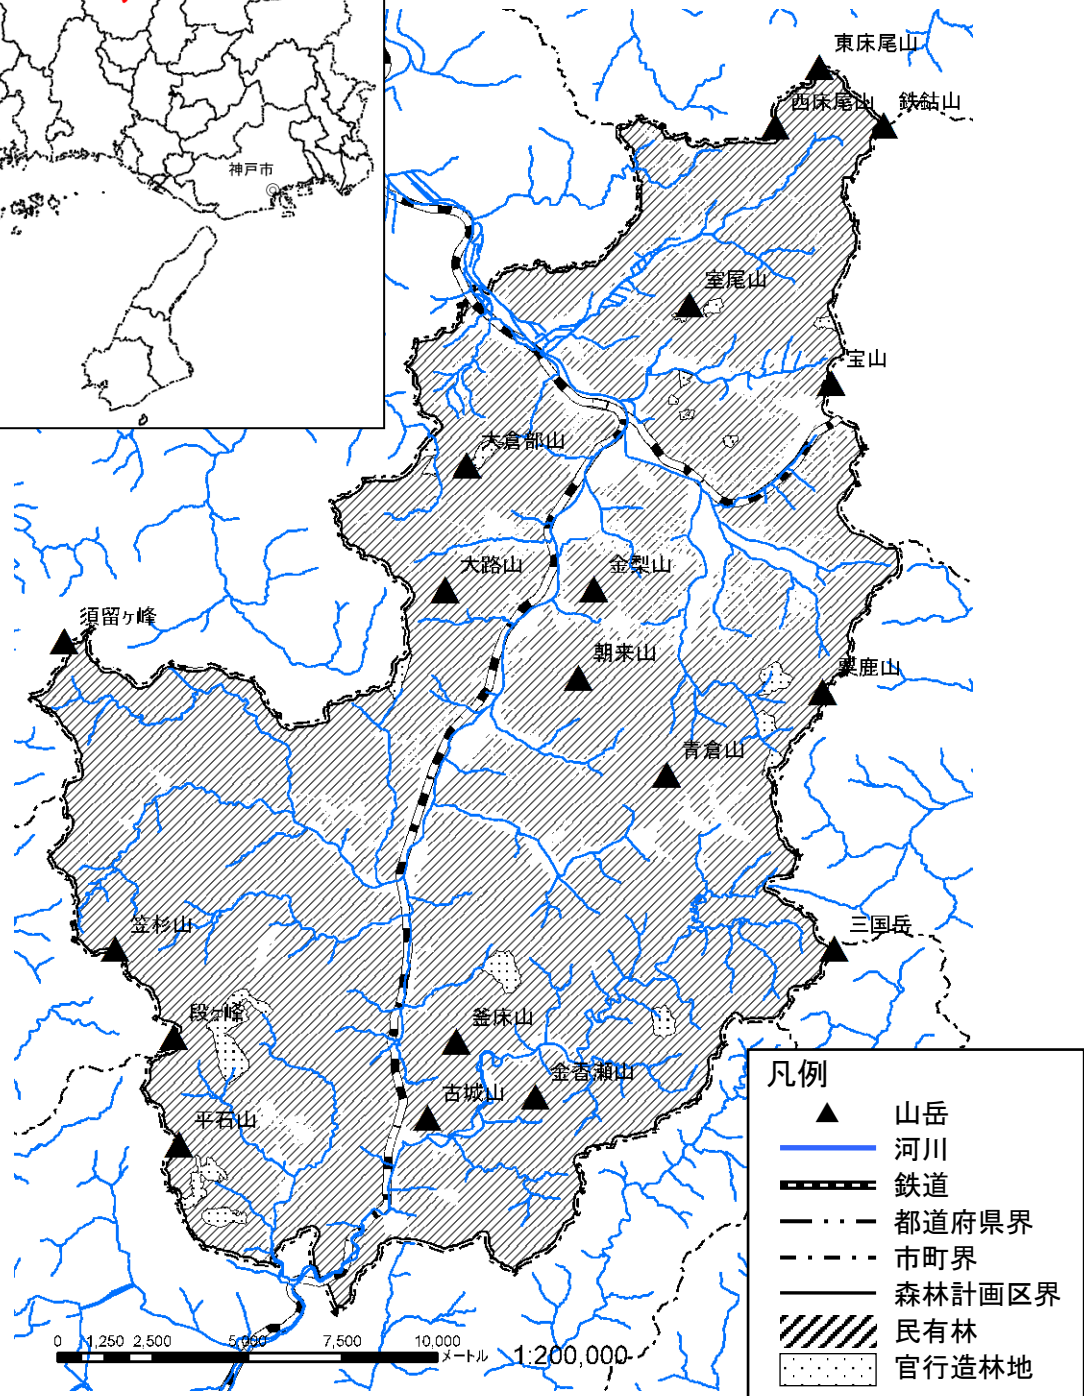 東床尾山
西床尾山
鉄鈷山
神戸市
室尾山
宝山
大倉部山
大路山
金梨山
須留ヶ峰
朝来山
粟鹿山
青倉山
笠杉山
三国岳
段ヶ峰
釜床山
金香瀬山
古城山
平石山
凡例
山岳
河川
鉄道
都道府県界
市町界
森林計画区界
民有林
官行造林地
0 1,250 2,500 5,000 7,500 10,000
メートル
1:200,000